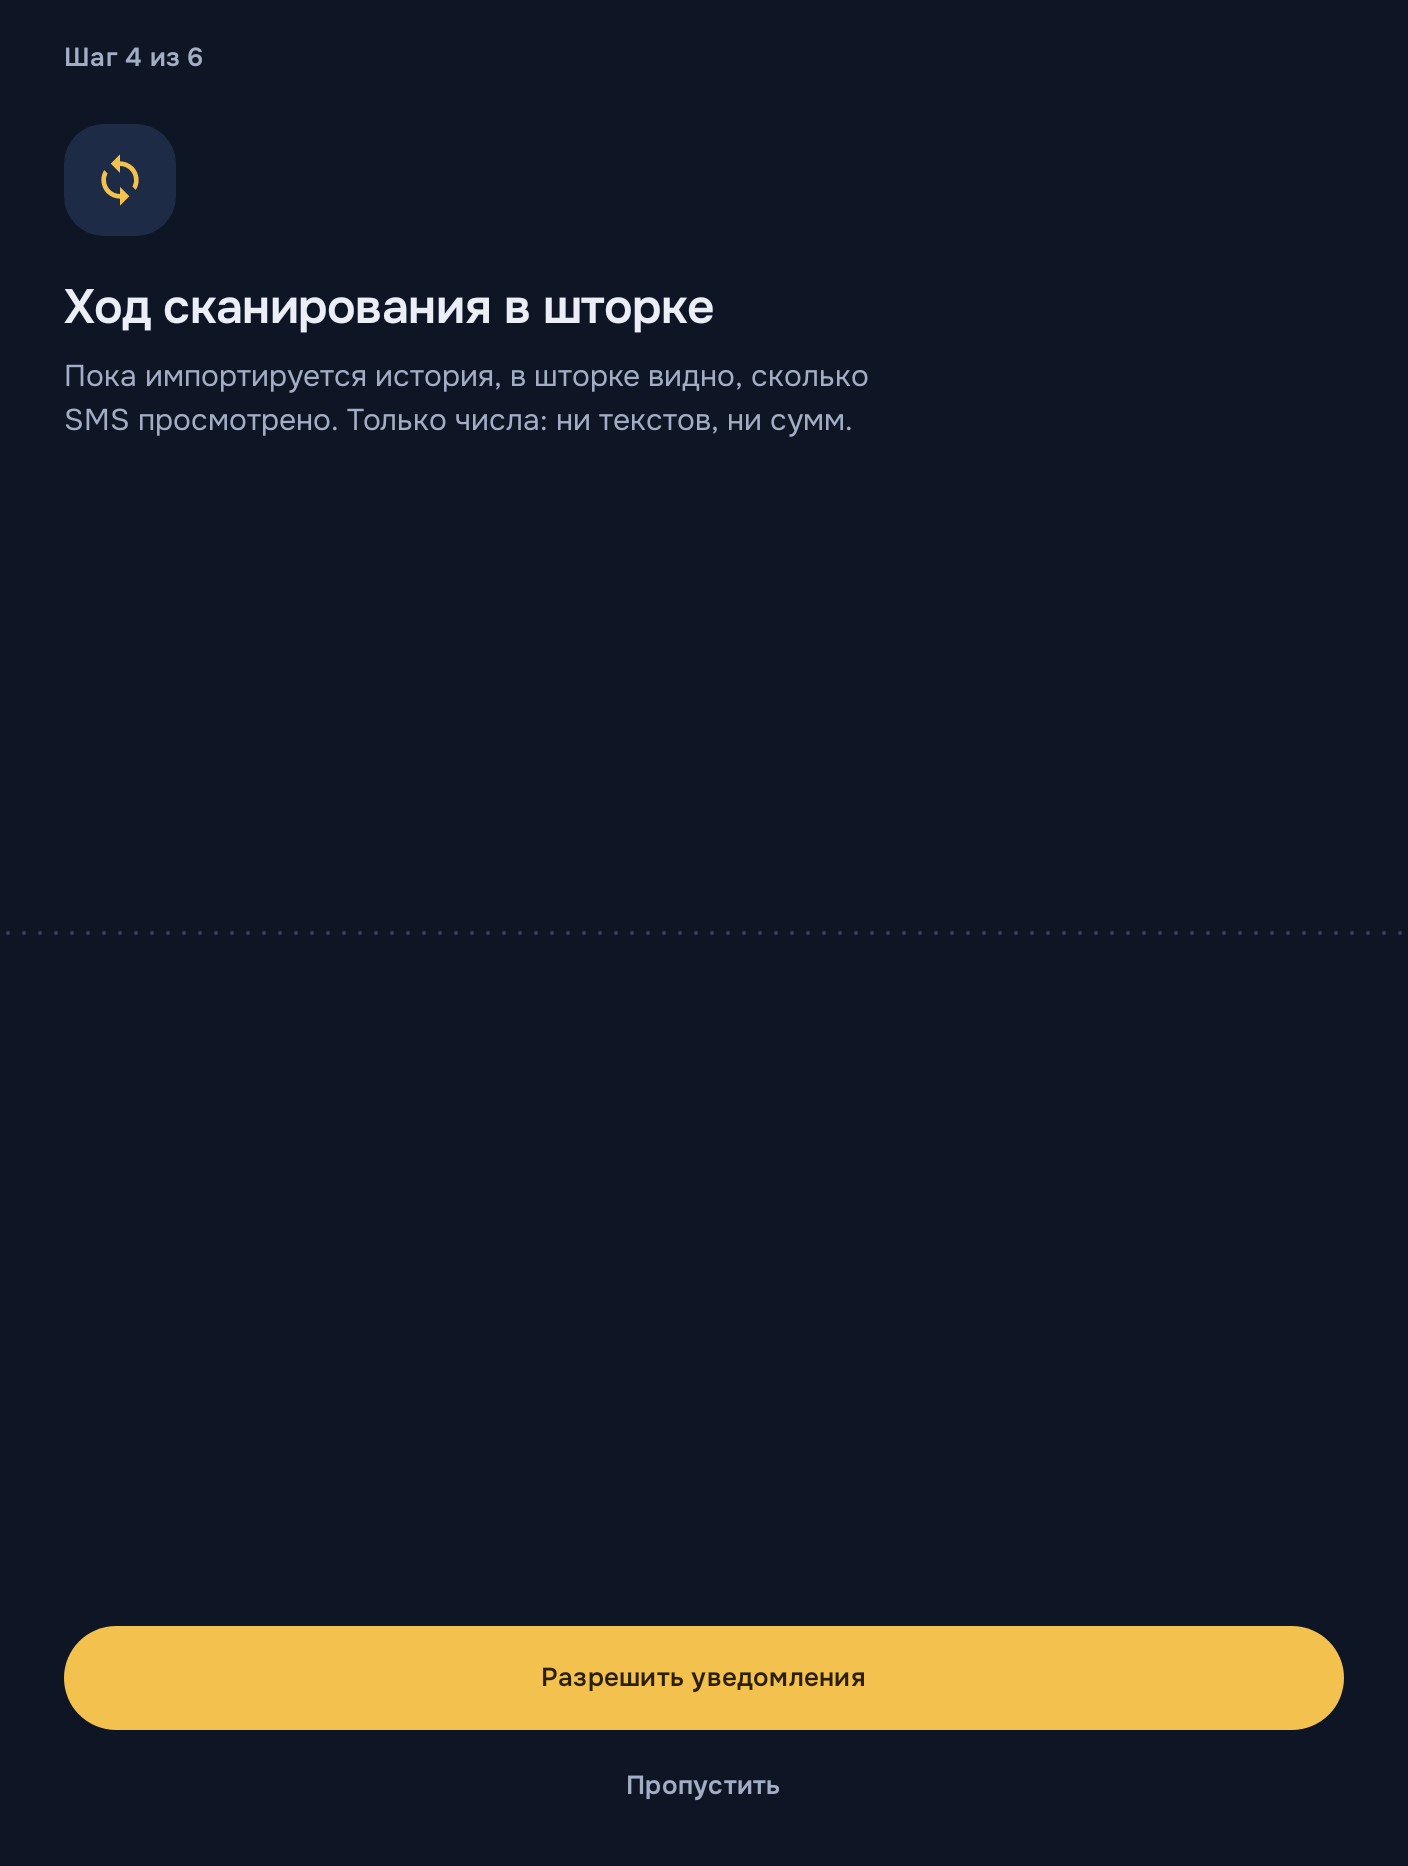 Шаг 4 из 6
Ход сканирования в шторке
Пока импортируется история, в шторке видно, сколько
SMS просмотрено. Только числа: ни текстов, ни сумм.
Разрешить уведомления
Пропустить